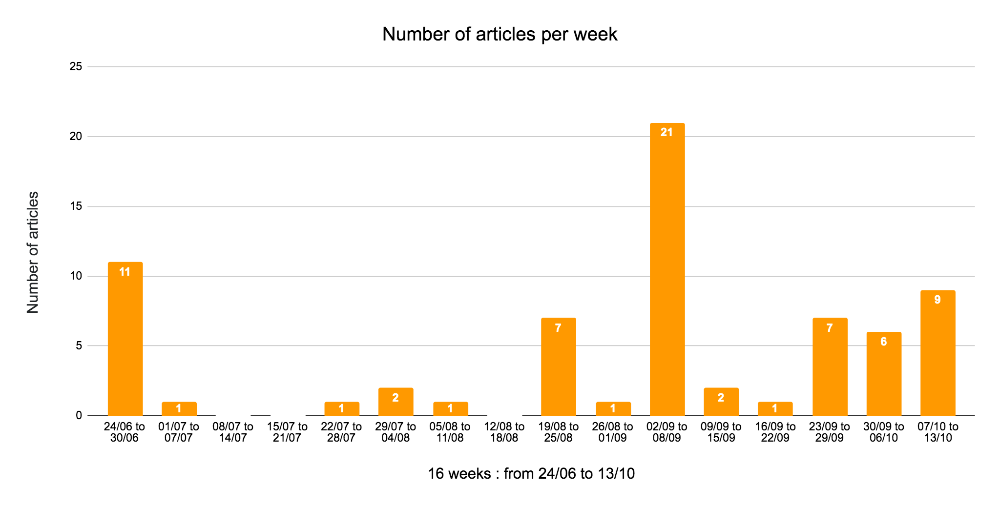 Number of articles per week
25
20
15
10
5
0
Number of articles
11
1
1
2
1
7
1
21
2
1
7
6
9
24/06 to
30/06
01/07 to
07/07
08/07 to
14/07
15/07 to
21/07
22/07 to
28/07
29/07 to
04/08
05/08 to
11/08
12/08 to
18/08
19/08 to
25/08
26/08 to
01/09
02/09 to
08/09
09/09 to
15/09
16/09 to
22/09
23/09 to
29/09
30/09 to
06/10
07/10 to
13/10
16 weeks : from 24/06 to 13/10